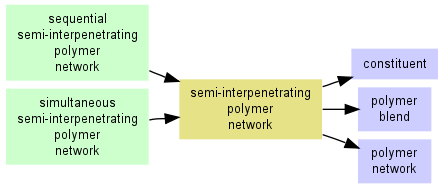 sequential
semi-interpenetrating
polymer
network
simultaneous
semi-interpenetrating
polymer
network
semi-interpenetrating
polymer
network
constituent
polymer
blend
polymer
network